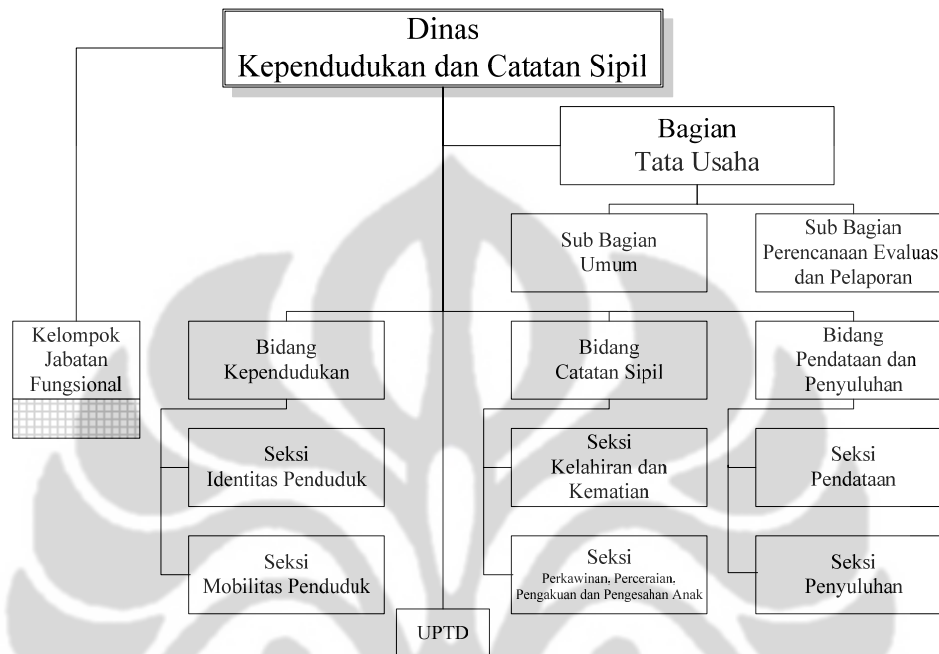 Dinas
Kependudukan dan Catatan Sipil
Bagian
Tata Usaha
Sub Bagian
Umum
Sub Bagian
Perencanaan Evaluas
dan Pelaporan
Kelompok
Jabatan
Fungsional
Bidang
Kependudukan
Bidang
Catatan Sipil
Bidang
Pendataan dan
Penyuluhan
Seksi
Identitas Penduduk
Seksi
Kelahiran dan
Kematian
Seksi
Pendataan
Seksi
Mobilitas Penduduk
Seksi
Perkawinan, Perceraian,
Pengakuan dan Pengesahan Anak
Seksi
Penyuluhan
UPTD